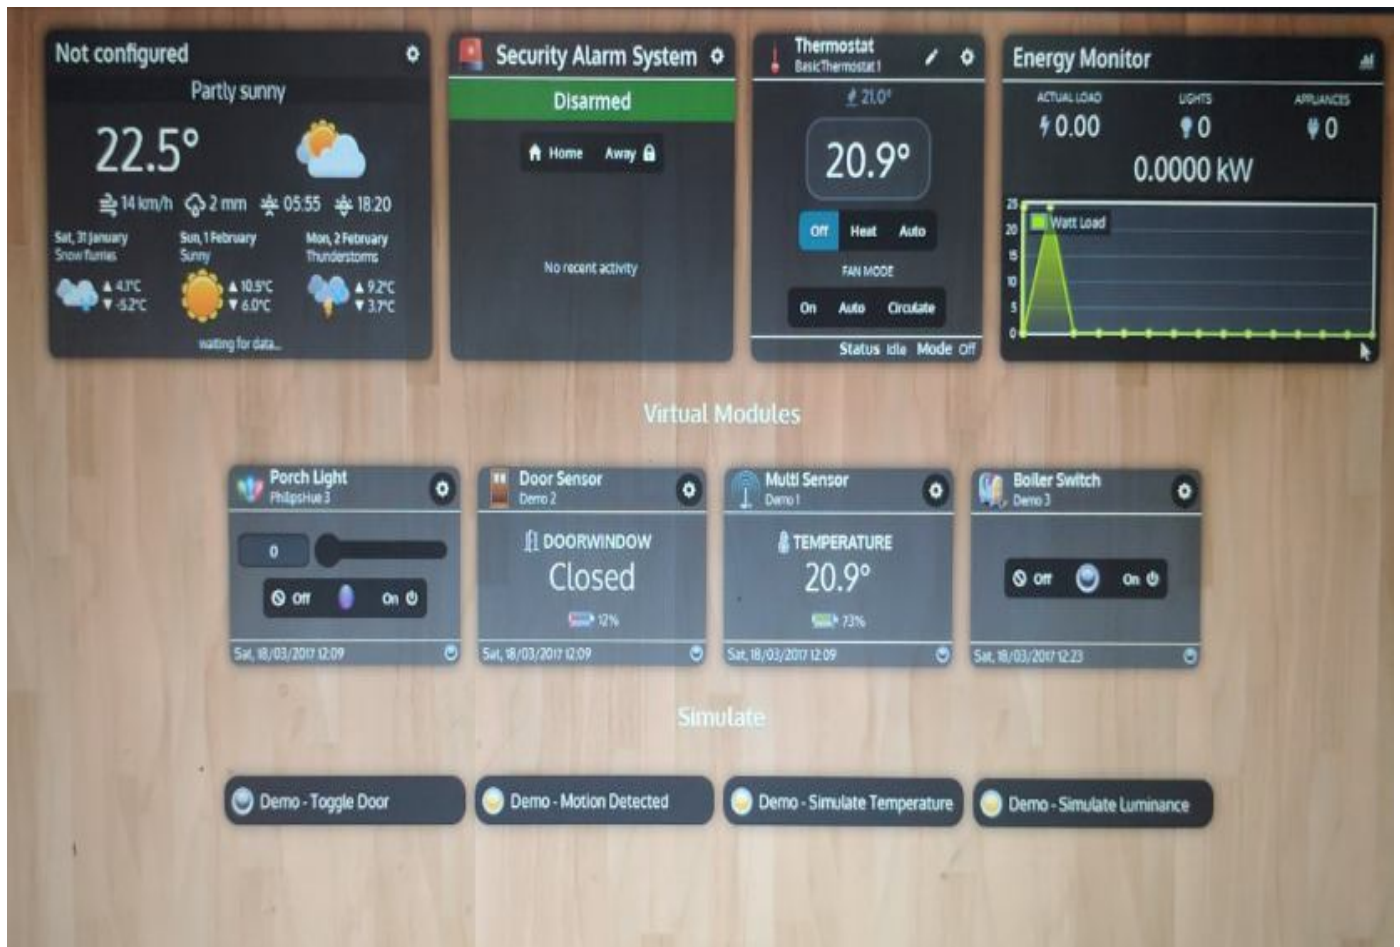 Not configured
Partly sunny
22.5°
14 km/h 2 mm 05:55 18:20
Sat, 31 January Sun, 1 February Mon, 2 February
Snow flurries Sunny Thunderstorms
▲ 4.1°C ▲ 10.5°C ▲ 9.2°C
▼ -5.2°C ▼ 6.0°C ▼ 3.7°C
waiting for data...
Security Alarm System
Disarmed
Home Away
No recent activity
Thermostat
BasicThermostat 1
21.0°
20.9°
Off Heat Auto
FAN MODE
On Auto Circulate
Status Idle Mode Off
Energy Monitor
ACTUAL LOAD LIGHTS APPLIANCES
0.00 0 0
0.0000 kW
Watt Load
25
20
15
10
5
0
Virtual Modules
Porch Light
PhilipsHue 3
0
Off On
Sat, 18/03/2017 12:09
Door Sensor
Demo 2
DOORWINDOW
Closed
12%
Sat, 18/03/2017 12:09
Multi Sensor
Demo 1
TEMPERATURE
20.9°
73%
Sat, 18/03/2017 12:09
Boiler Switch
Demo 3
Off On
Sat, 18/03/2017 12:23
Simulate
Demo - Toggle Door
Demo - Motion Detected
Demo - Simulate Temperature
Demo - Simulate Luminance